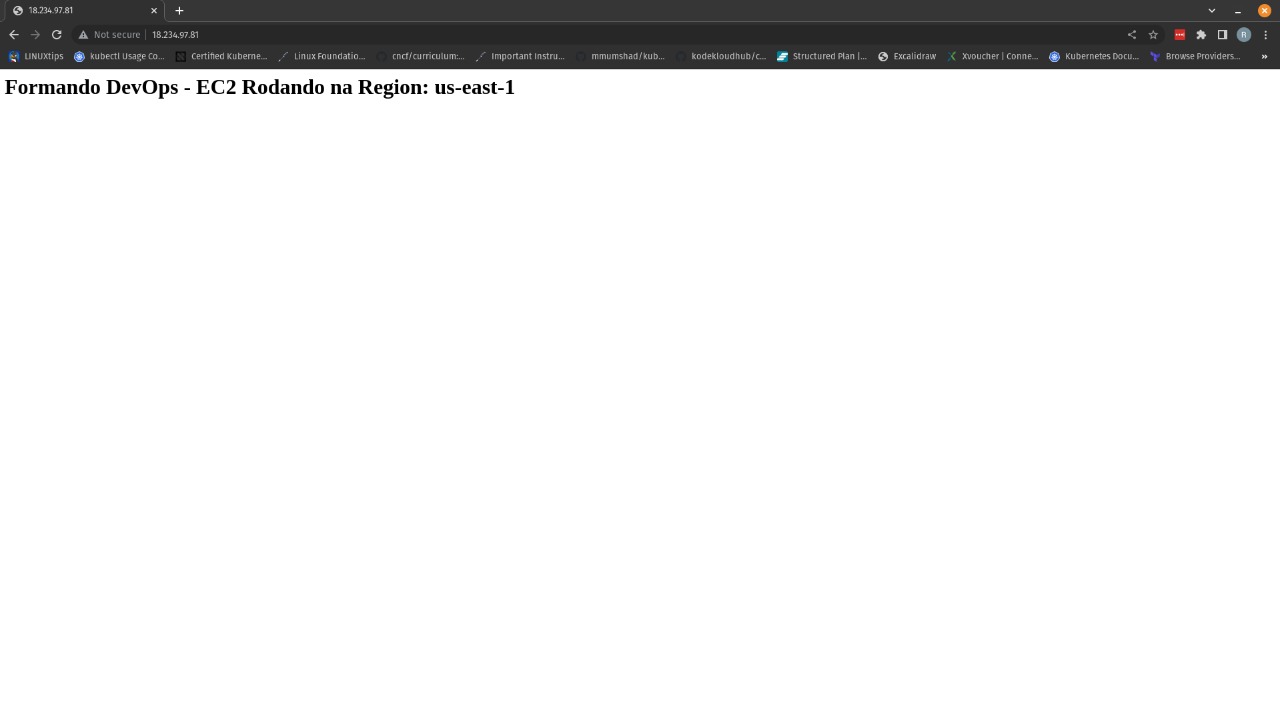 18.234.97.81
Not secure 18.234.97.81
LINUXtips kubectl Usage Co... Certified Kuberne... Linux Foundatio... cncf/curriculum:... Important Instru... mmumshad/kub... kodekloudhub/c... Structured Plan |... Excalidraw Xvoucher | Conne... Kubernetes Docu... Browse Providers... »
Formando DevOps - EC2 Rodando na Region: us-east-1